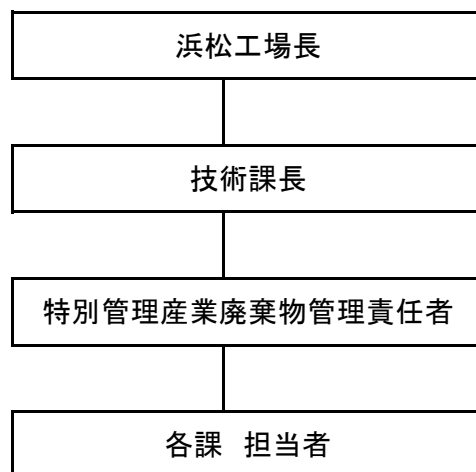 浜松工場長
技術課長
特別管理産業廃棄物管理責任者
各課 担当者